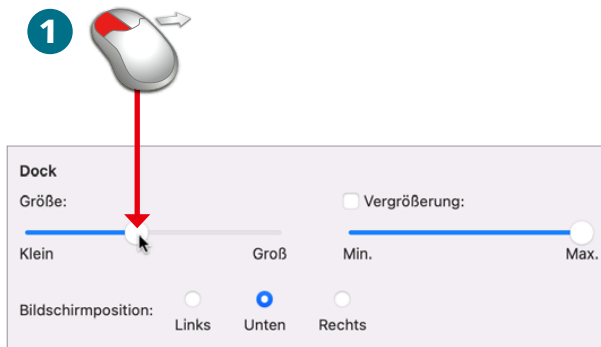 1
Dock
Größe:
Vergrößerung:
Klein
Groß
Min.
Max.
Bildschirmposition:
Links
Unten
Rechts